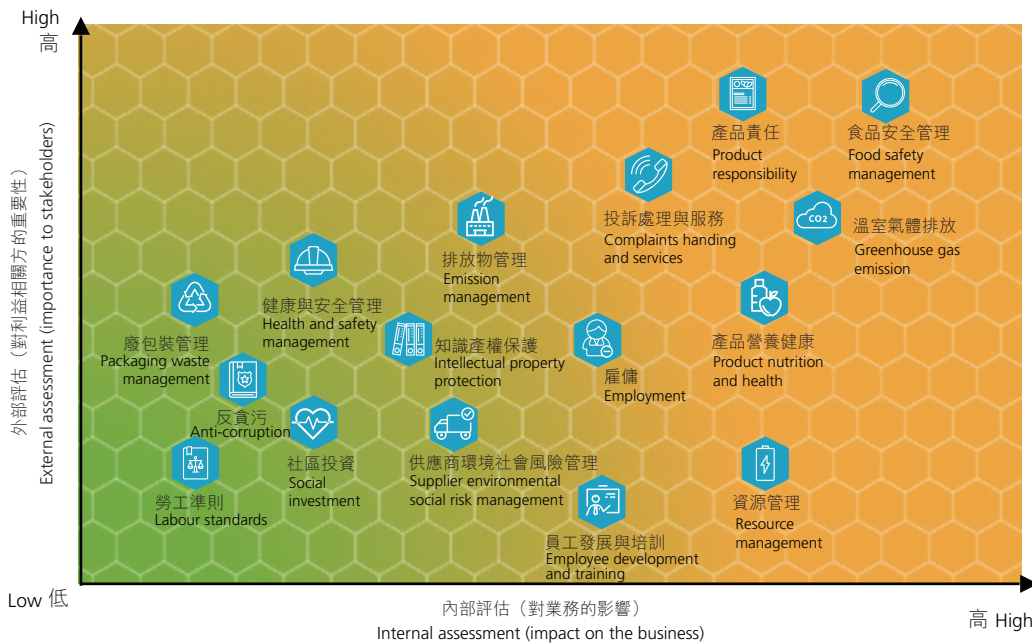 High
高
外部評估（對利益相關方的重要性）
External assessment (importance to stakeholders)
產品責任
Product
responsibility
食品安全管理
Food safety
management
投訴處理與服務
Complaints handing
and services
CO2
溫室氣體排放
Greenhouse gas
emission
排放物管理
Emission
management
健康與安全管理
Health and safety
management
廢包裝管理
Packaging waste
management
知識產權保護
Intellectual property
protection
雇傭
Employment
產品營養健康
Product nutrition
and health
反貪污
Anti-corruption
社區投資
Social
investment
供應商環境社會風險管理
Supplier environmental
social risk management
勞工準則
Labour standards
員工發展與培訓
Employee development
and training
資源管理
Resource
management
Low 低
內部評估（對業務的影響）
Internal assessment (impact on the business)
高 High